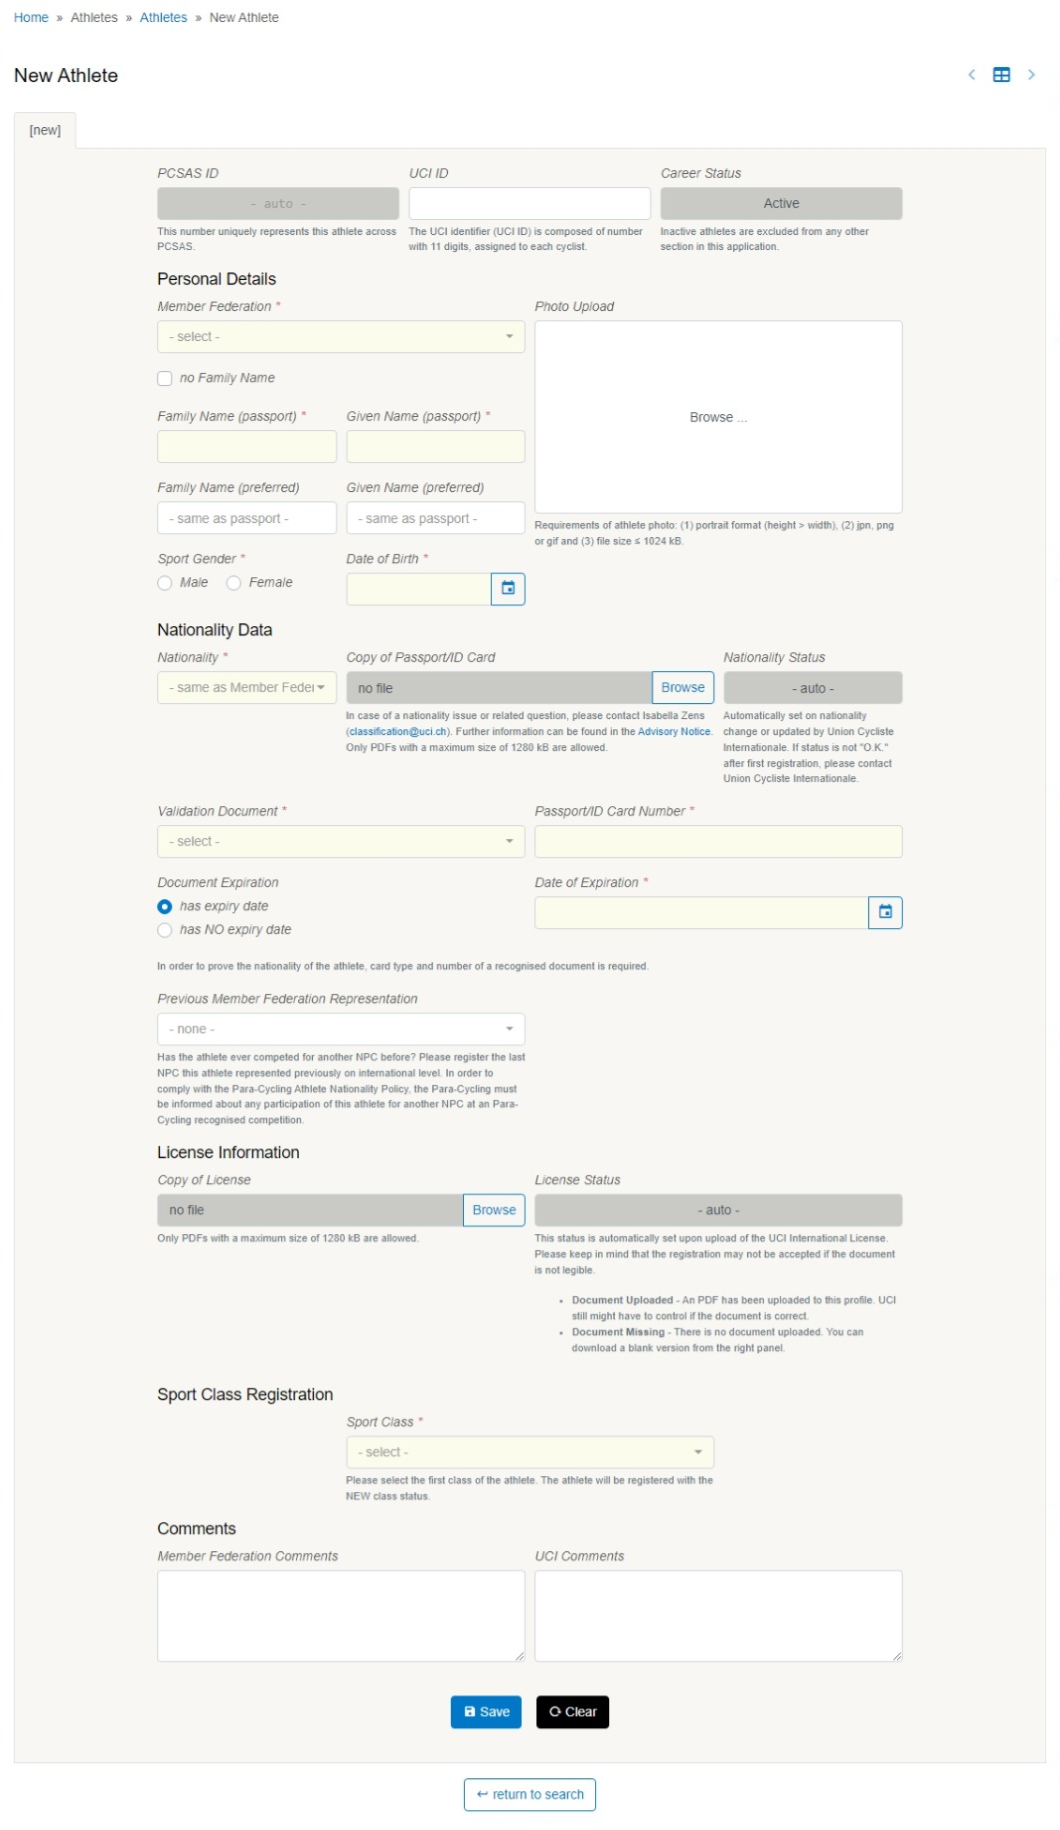 Home » Athletes » Athletes » New Athlete
New Athlete
[new]
PCSAS ID
UCI ID
Career Status
- auto -
Active
This number uniquely represents this athlete across
PCSAS.
The UCI identifier (UCI ID) is composed of number
with 11 digits, assigned to each cyclist.
Inactive athletes are excluded from any other
section in this application.
Personal Details
Member Federation *
Photo Upload
- select -
Browse ...
no Family Name
Family Name (passport) *
Given Name (passport) *
Family Name (preferred)
Given Name (preferred)
- same as passport -
- same as passport -
Requirements of athlete photo: (1) portrait format (height > width), (2) jpn, png
or gif and (3) file size ≤ 1024 kB.
Sport Gender *
Date of Birth *
Male
Female
Nationality Data
Nationality *
Copy of Passport/ID Card
Nationality Status
- same as Member Feder
no file
Browse
- auto -
In case of a nationality issue or related question, please contact Isabella Zens
(classification@uci.ch). Further information can be found in the Advisory Notice.
Only PDFs with a maximum size of 1280 kB are allowed.
Automatically set on nationality
change or updated by Union Cycliste
Internationale. If status is not "O.K."
after first registration, please contact
Union Cycliste Internationale.
Validation Document *
Passport/ID Card Number *
- select -
Document Expiration
Date of Expiration *
has expiry date
has NO expiry date
In order to prove the nationality of the athlete, card type and number of a recognised document is required.
Previous Member Federation Representation
- none -
Has the athlete ever competed for another NPC before? Please register the last
NPC this athlete represented previously on international level. In order to
comply with the Para-Cycling Athlete Nationality Policy, the Para-Cycling must
be informed about any participation of this athlete for another NPC at an Para-
Cycling recognised competition.
License Information
Copy of License
License Status
no file
Browse
- auto -
Only PDFs with a maximum size of 1280 kB are allowed.
This status is automatically set upon upload of the UCI International License.
Please keep in mind that the registration may not be accepted if the document
is not legible.
• Document Uploaded - An PDF has been uploaded to this profile. UCI
still might have to control if the document is correct.
• Document Missing - There is no document uploaded. You can
download a blank version from the right panel.
Sport Class Registration
Sport Class *
- select -
Please select the first class of the athlete. The athlete will be registered with the
NEW class status.
Comments
Member Federation Comments
UCI Comments
Save
Clear
return to search